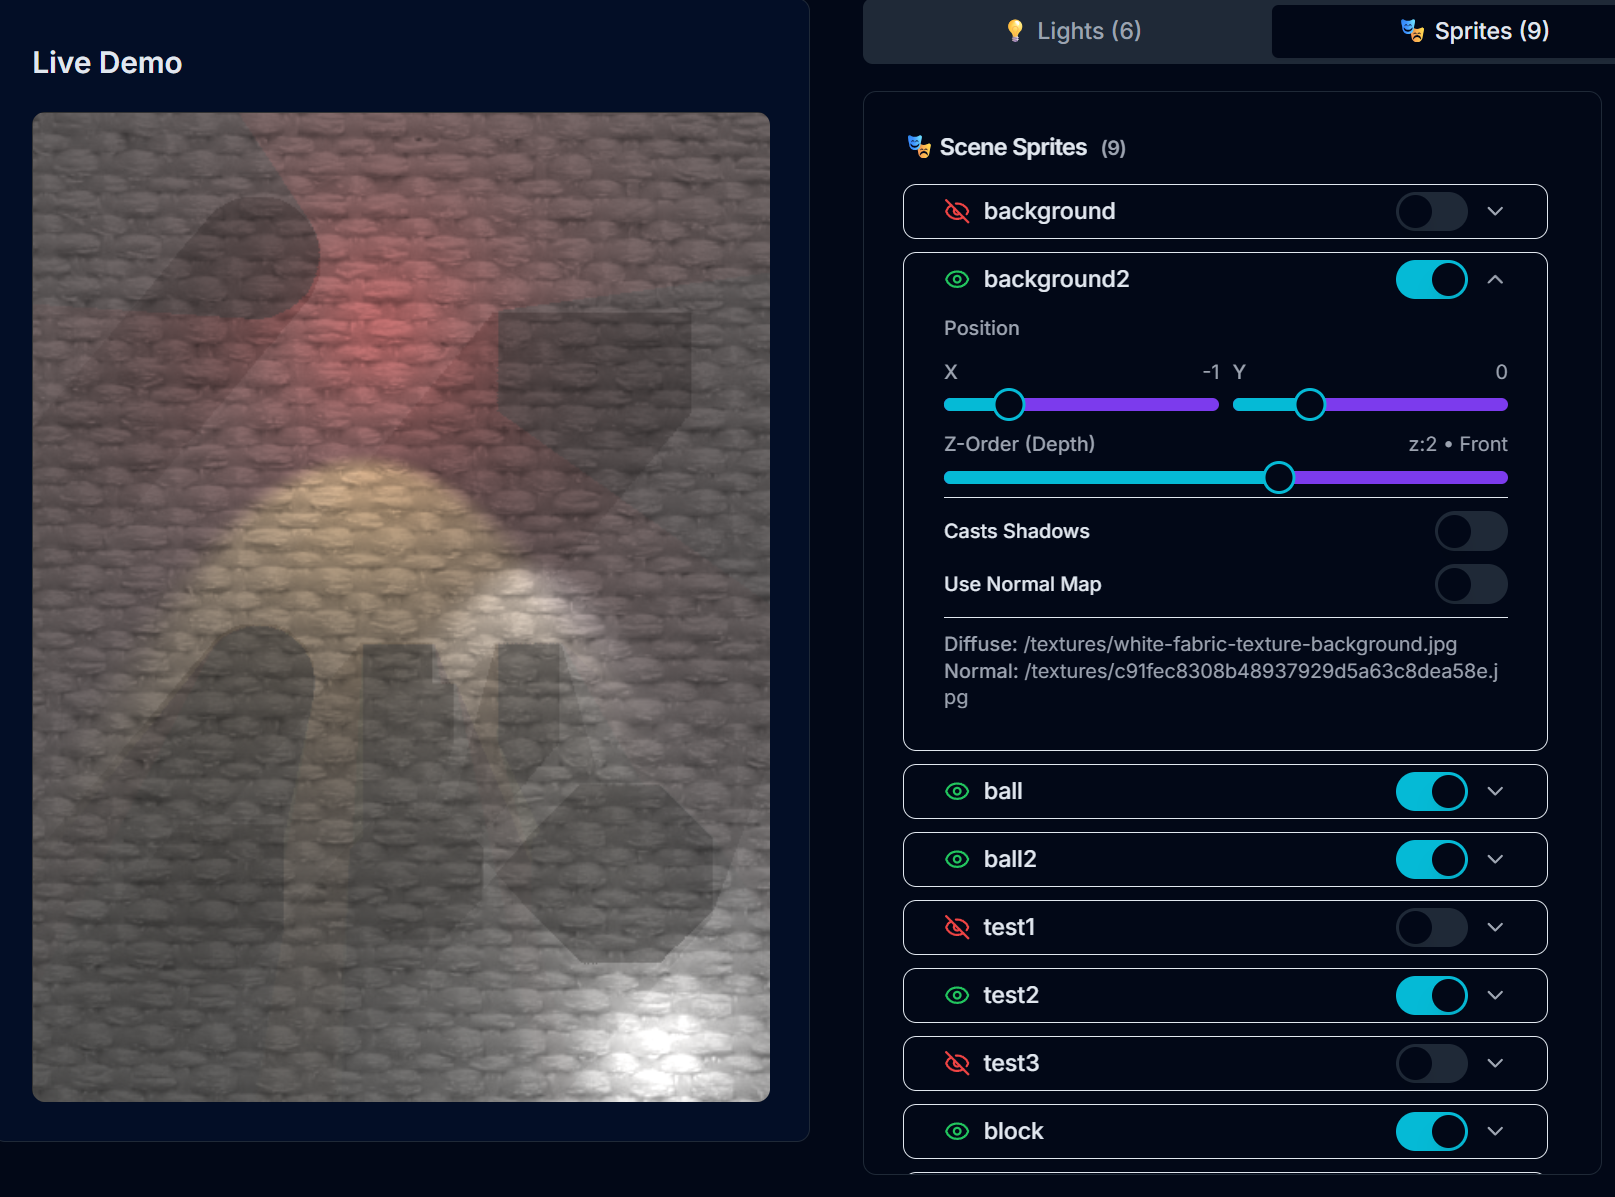 Live Demo
Lights (6)
Sprites (9)
Scene Sprites (9)
background
background2
Position
X -1 Y 0
Z-Order (Depth) z:2 • Front
Casts Shadows
Use Normal Map
Diffuse: /textures/white-fabric-texture-background.jpg
Normal: /textures/c91fec8308b48937929d5a63c8dea58e.j
pg
ball
ball2
test1
test2
test3
block